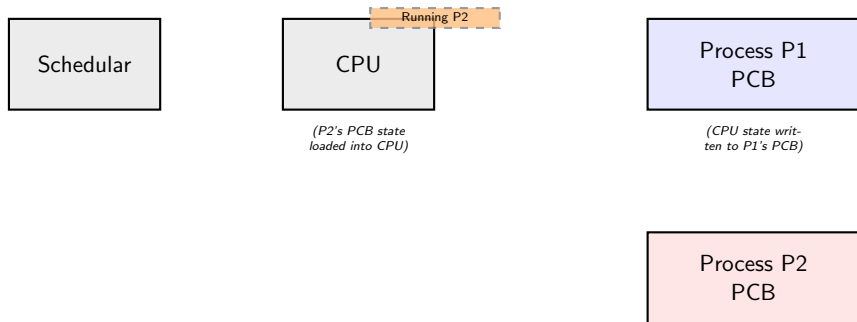 Running P2
Schedular
CPU
Process P1
PCB
(P2's PCB state
loaded into CPU)
(CPU state writ-
ten to P1's PCB)
Process P2
PCB